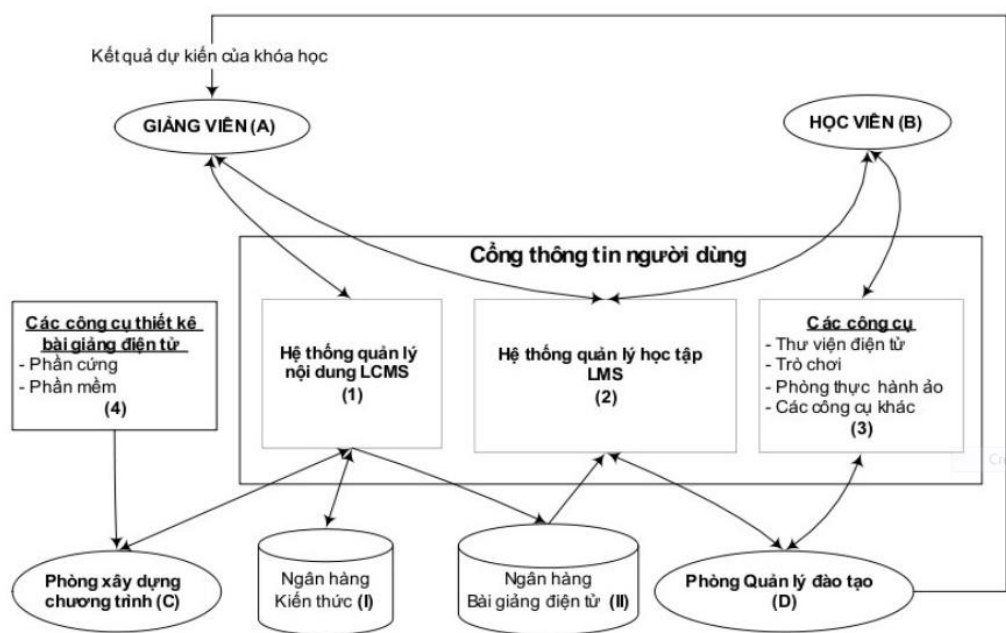 Kết quả dự kiến của khóa học
GIẢNG VIÊN (A)
HỌC VIÊN (B)
Cổng thông tin người dùng
Các công cụ thiết kê
bài giảng điện tử
- Phần cứng
- Phần mềm
(4)
Hệ thống quản lý
nội dung LCMS
(1)
Hệ thống quản lý học tập
LMS
(2)
Các công cụ
- Thư viện điện tử
- Trò chơi
- Phòng thực hành ảo
- Các công cụ khác
(3)
Phòng xây dựng
chương trình (C)
Ngân hàng
Kiến thức (I)
Ngân hàng
Bài giảng điện tử (II)
Phòng Quản lý đào tạo
(D)